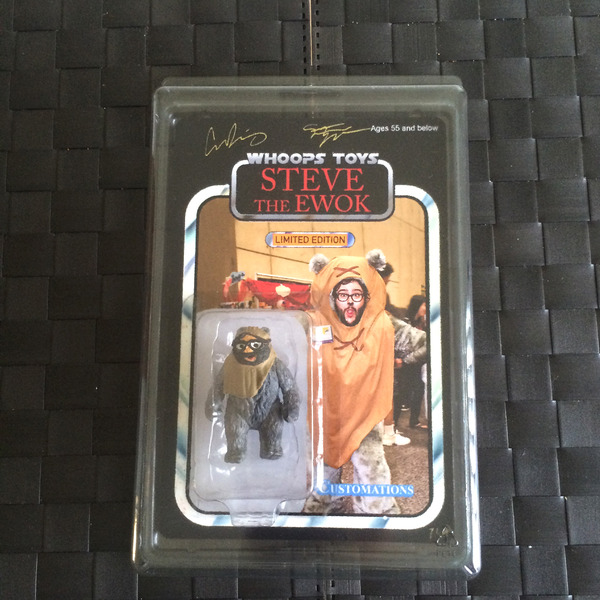 Ages 55 and below
WHOOPS TOYS
STEVE
THE EWOK
LIMITED EDITION
CUSTOMATIONS